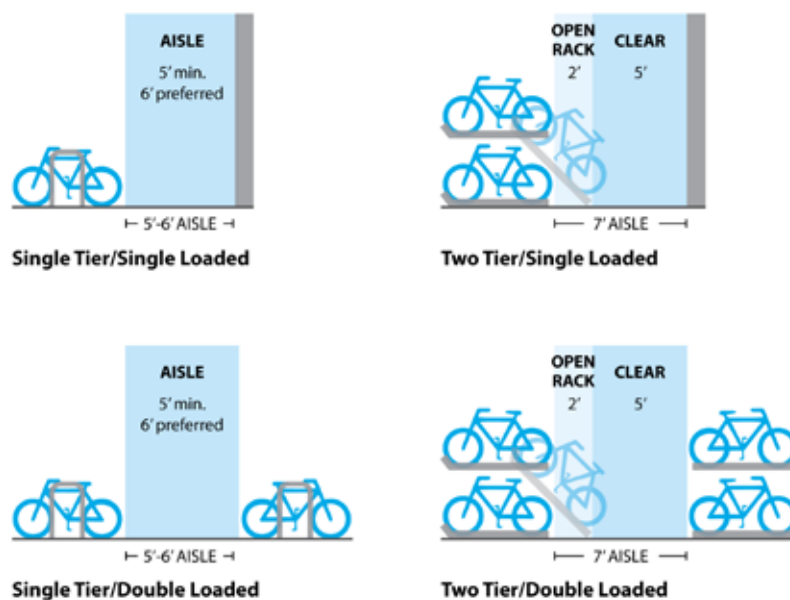 AISLE
5' min.
6' preferred
5'-6' AISLE
Single Tier/Single Loaded
OPEN
RACK
2'
CLEAR
5'
7' AISLE
Two Tier/Single Loaded
AISLE
5' min.
6' preferred
5'-6' AISLE
Single Tier/Double Loaded
OPEN
RACK
2'
CLEAR
5'
7' AISLE
Two Tier/Double Loaded